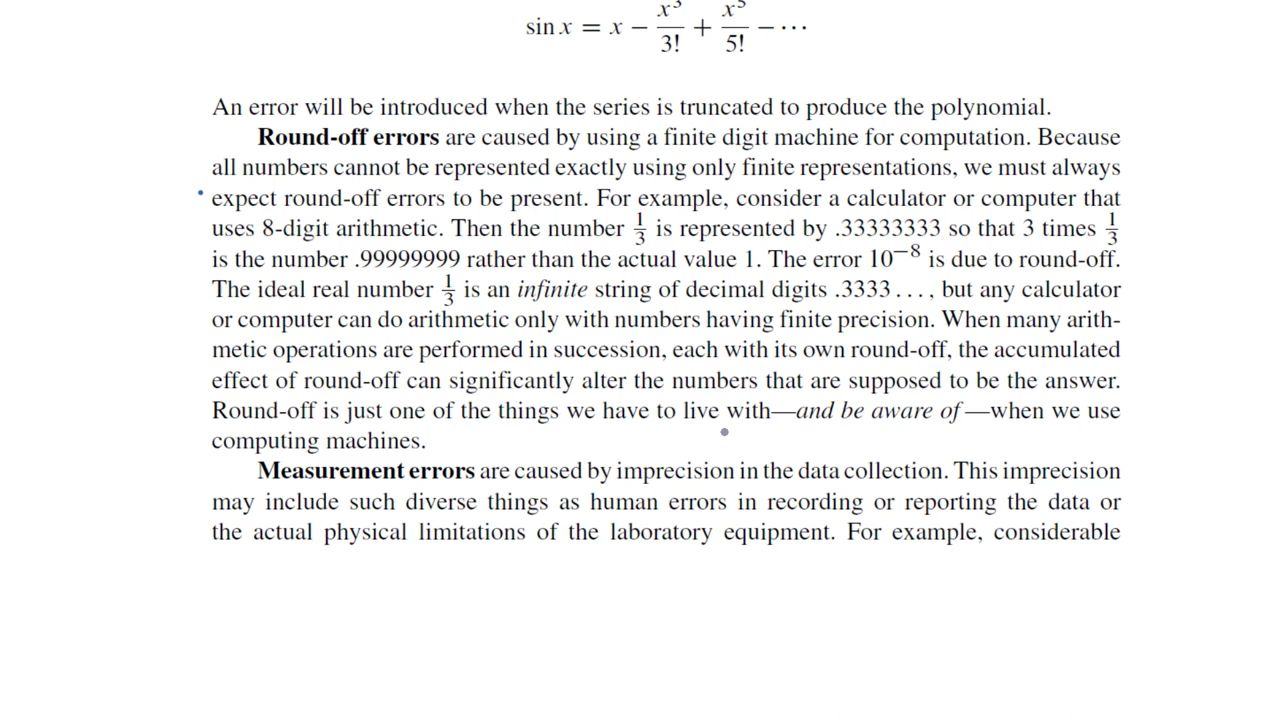 sin x = x − x³/3! + x⁵/5! − ⋯
An error will be introduced when the series is truncated to produce the polynomial.
Round-off errors are caused by using a finite digit machine for computation. Because
all numbers cannot be represented exactly using only finite representations, we must always
expect round-off errors to be present. For example, consider a calculator or computer that
uses 8-digit arithmetic. Then the number 1/3 is represented by .33333333 so that 3 times 1/3
is the number .99999999 rather than the actual value 1. The error 10⁻⁸ is due to round-off.
The ideal real number 1/3 is an infinite string of decimal digits .3333 . . . , but any calculator
or computer can do arithmetic only with numbers having finite precision. When many arith-
metic operations are performed in succession, each with its own round-off, the accumulated
effect of round-off can significantly alter the numbers that are supposed to be the answer.
Round-off is just one of the things we have to live with—and be aware of—when we use
computing machines.
Measurement errors are caused by imprecision in the data collection. This imprecision
may include such diverse things as human errors in recording or reporting the data or
the actual physical limitations of the laboratory equipment. For example, considerable